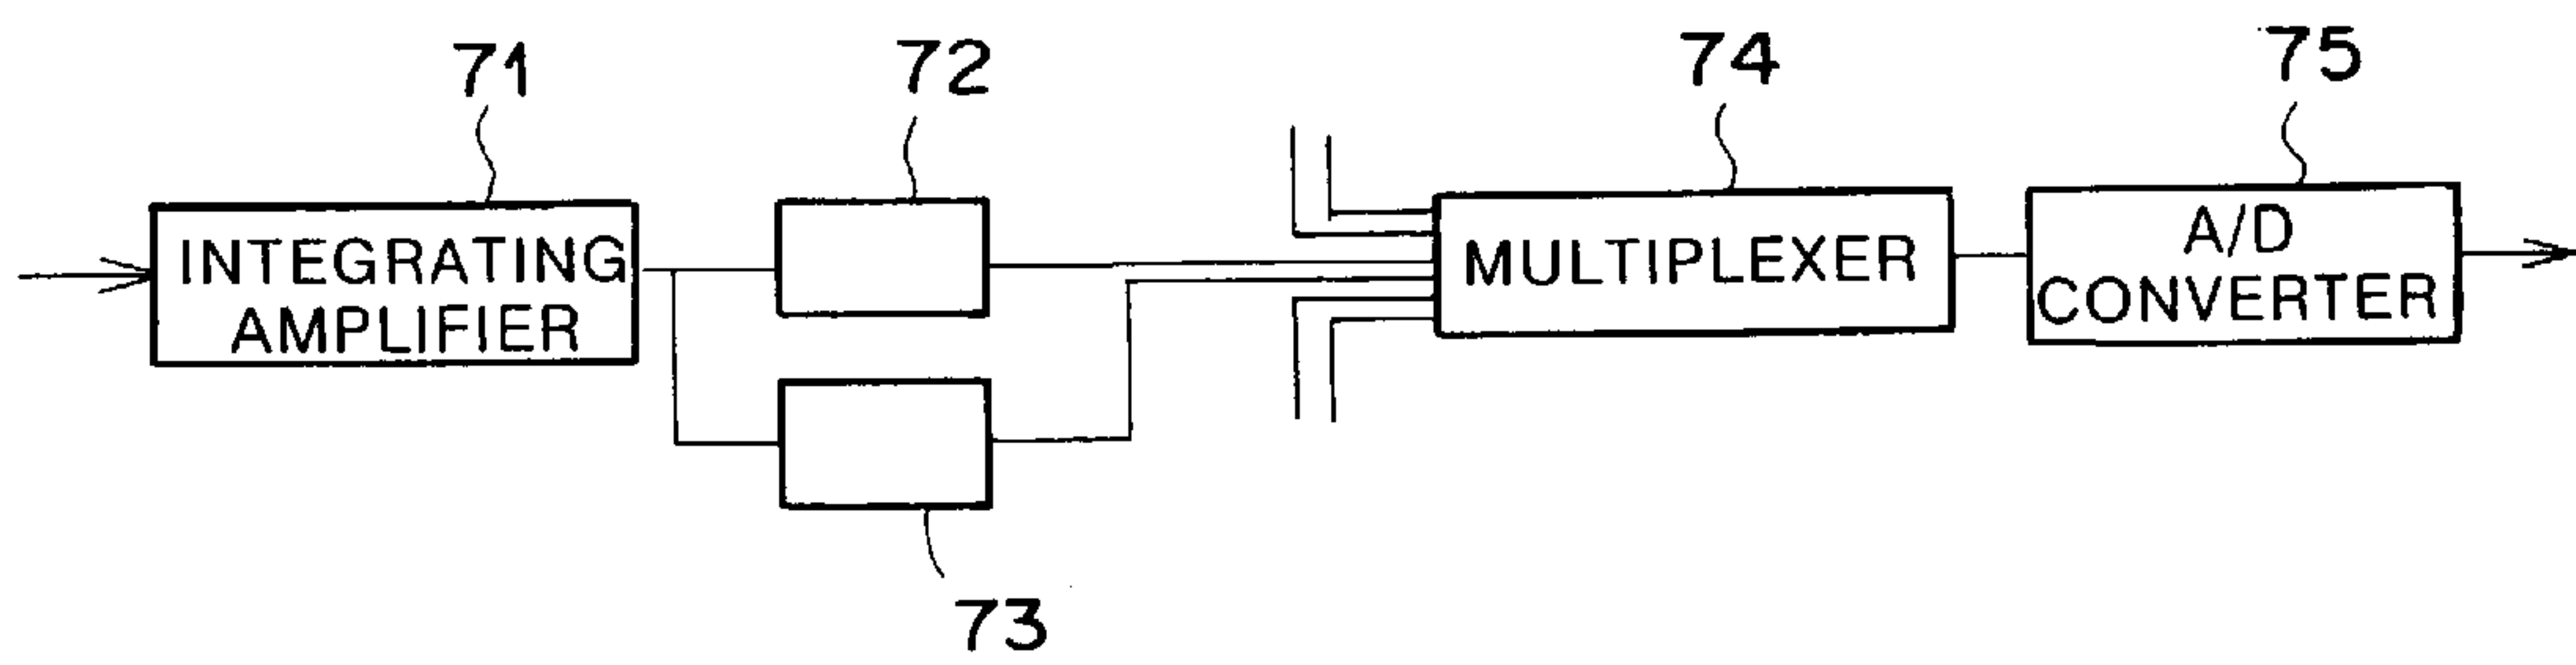 71
72
74
75
INTEGRATING
AMPLIFIER
MULTIPLEXER
A/D
CONVERTER
73